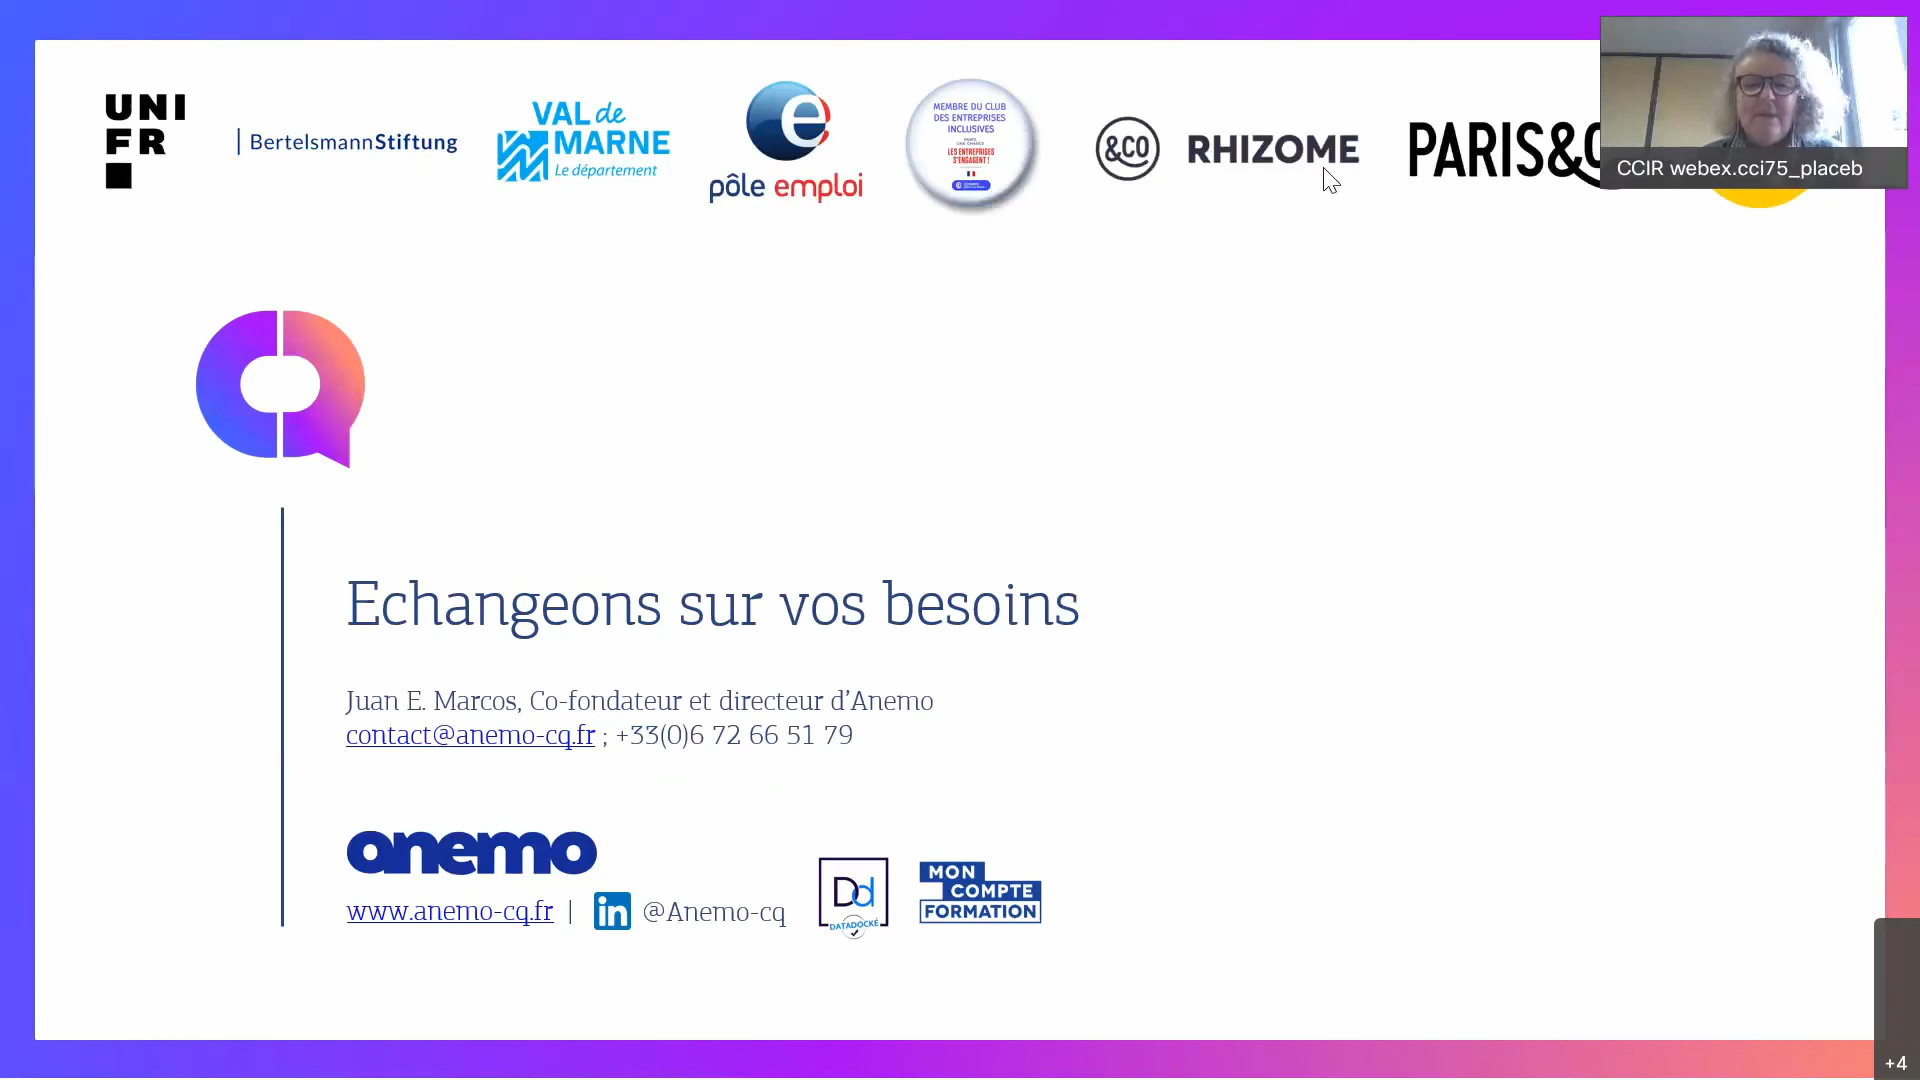 UNI
FR
BertelsmannStiftung
VAL de
MARNE
Le département
pôle emploi
MEMBRE DU CLUB
DES ENTREPRISES
INCLUSIVES
LES ENTREPRISES
S'ENGAGENT !
&CO
RHIZOME
PARIS&C
CCIR webex.cci75_placeb
Echangeons sur vos besoins
Juan E. Marcos, Co-fondateur et directeur d’Anemo
contact@anemo-cq.fr ; +33(0)6 72 66 51 79
anemo
www.anemo-cq.fr | in @Anemo-cq
Dd
DATADOCKÉ
MON
COMPTE
FORMATION
+4